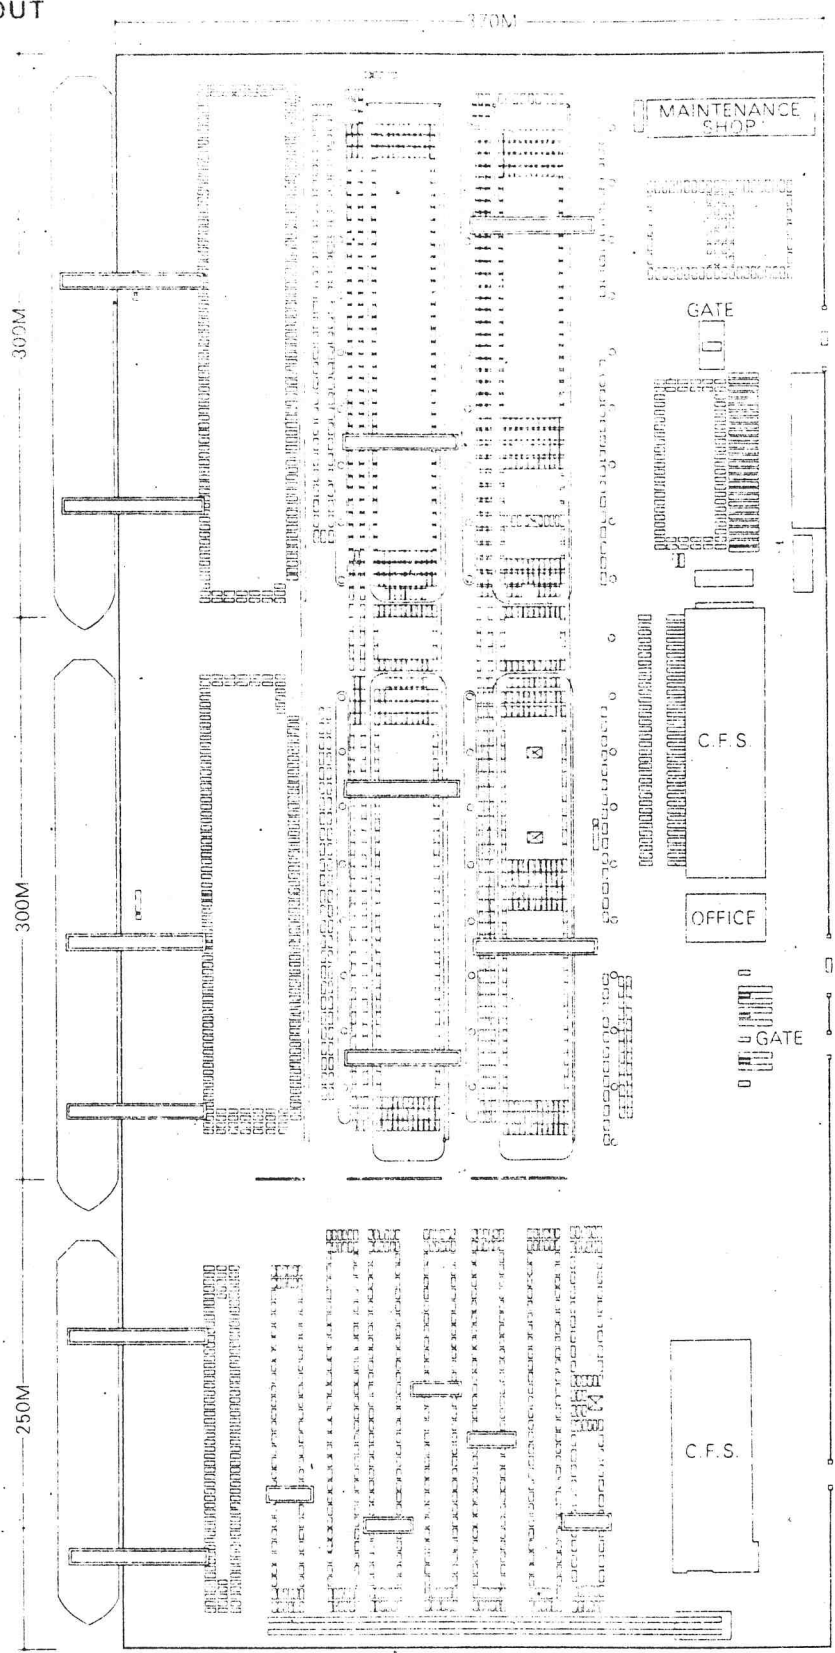 OUT
370M
MAINTENANCE
SHOP
300M
GATE
C.F.S.
300M
OFFICE
GATE
250M
C.F.S.